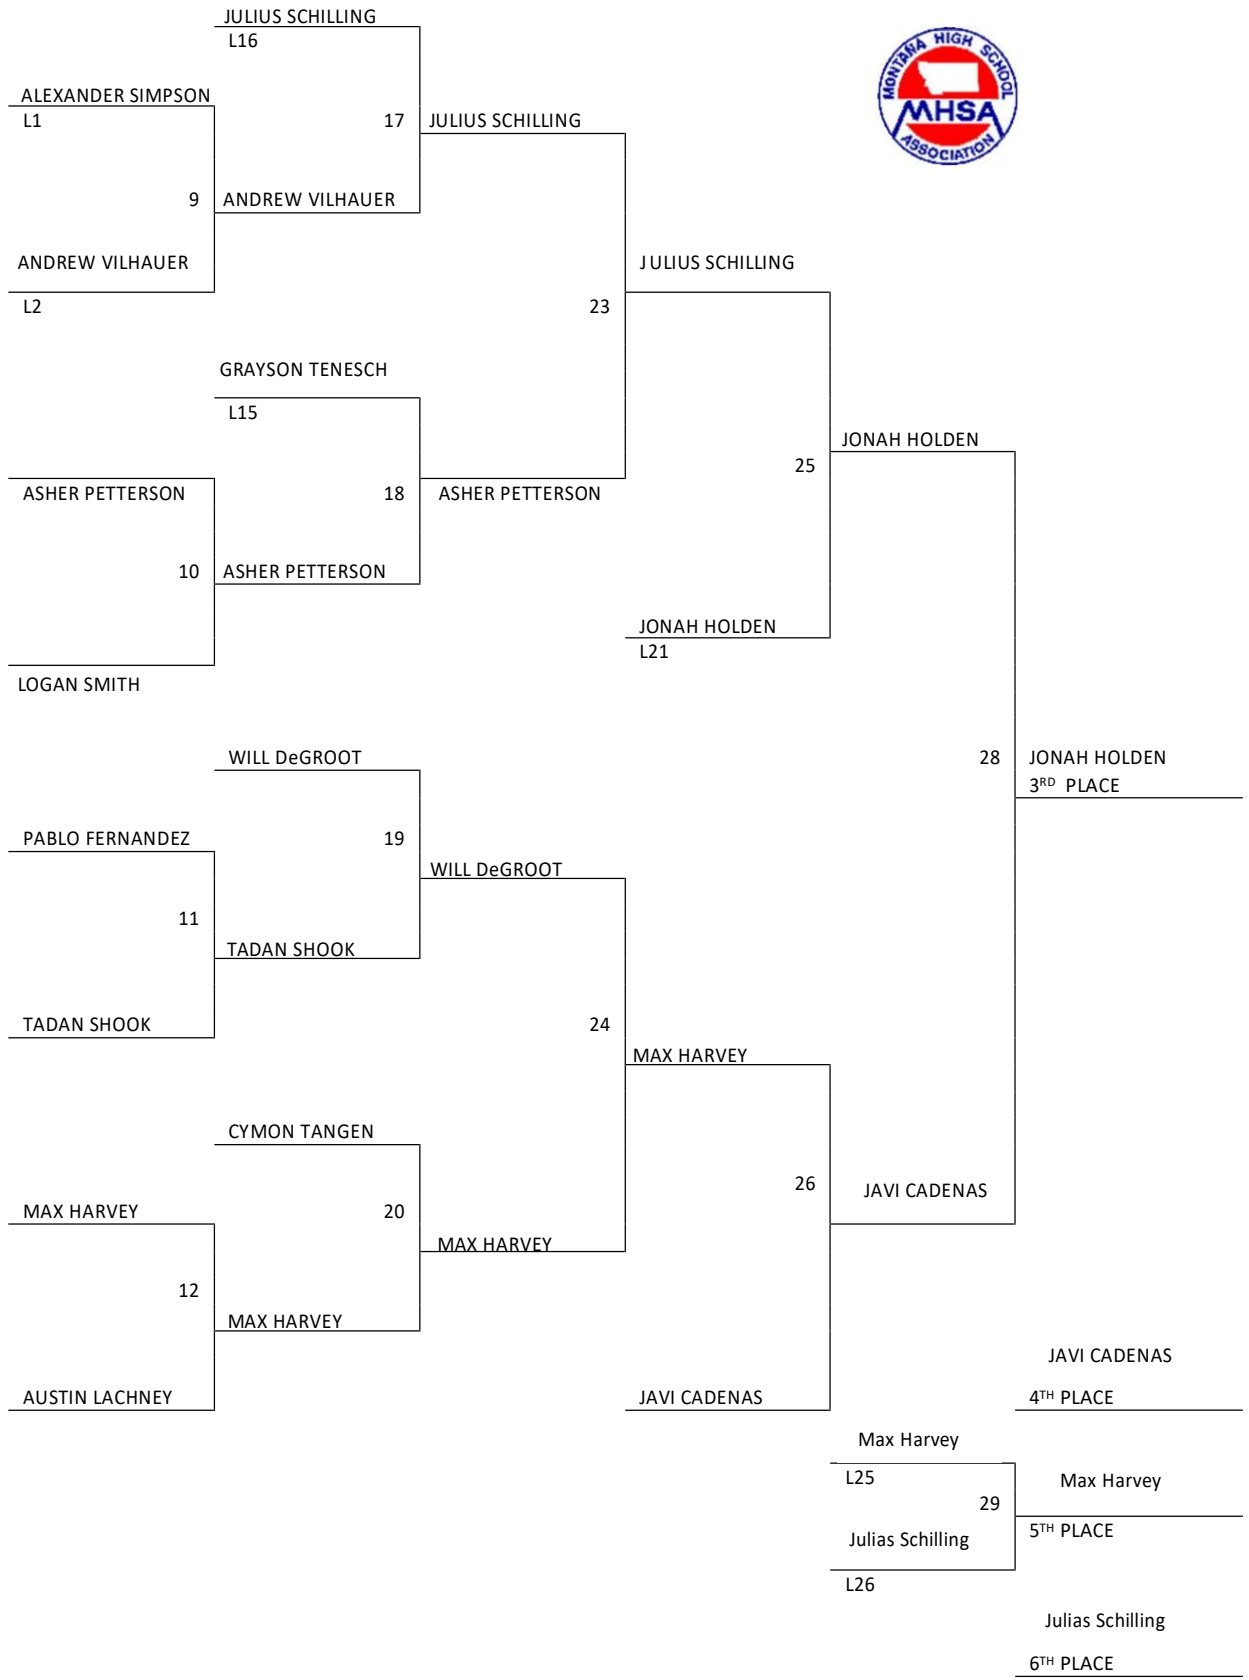 JULIUS SCHILLING
L16
MONTANA HIGH SCHOOL
MHSA
ASSOCIATION
ALEXANDER SIMPSON
L1
17
JULIUS SCHILLING
9
ANDREW VILHAUER
ANDREW VILHAUER
L2
JULIUS SCHILLING
23
GRAYSON TENESCH
L15
JONAH HOLDEN
25
ASHER PETTERSON
18
ASHER PETTERSON
10
ASHER PETTERSON
JONAH HOLDEN
L21
LOGAN SMITH
WILL DeGROOT
28
JONAH HOLDEN
3RD PLACE
PABLO FERNANDEZ
19
WILL DeGROOT
11
TADAN SHOOK
TADAN SHOOK
24
MAX HARVEY
CYMON TANGEN
26
JAVI CADENAS
MAX HARVEY
20
MAX HARVEY
12
MAX HARVEY
JAVI CADENAS
AUSTIN LACHNEY
JAVI CADENAS
4TH PLACE
Max Harvey
L25
Max Harvey
29
5TH PLACE
Julias Schilling
L26
Julias Schilling
6TH PLACE